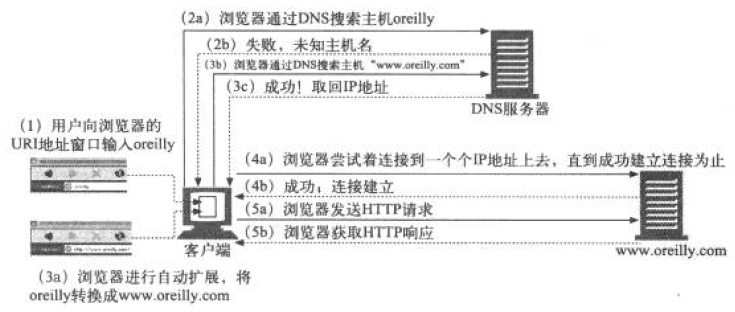 (2a) 浏览器通过DNS搜索主机oreilly
(2b) 失败，未知主机名
(3b) 浏览器通过DNS搜索主机“www.oreilly.com”
(3c) 成功！取回IP地址
DNS服务器
(1) 用户向浏览器的
URI地址窗口输入oreilly
(4a) 浏览器尝试着连接到一个个IP地址上去，直到成功建立连接为止
(4b) 成功；连接建立
(5a) 浏览器发送HTTP请求
(5b) 浏览器获取HTTP响应
客户端
www.oreilly.com
(3a) 浏览器进行自动扩展，将
oreilly转换成www.oreilly.com